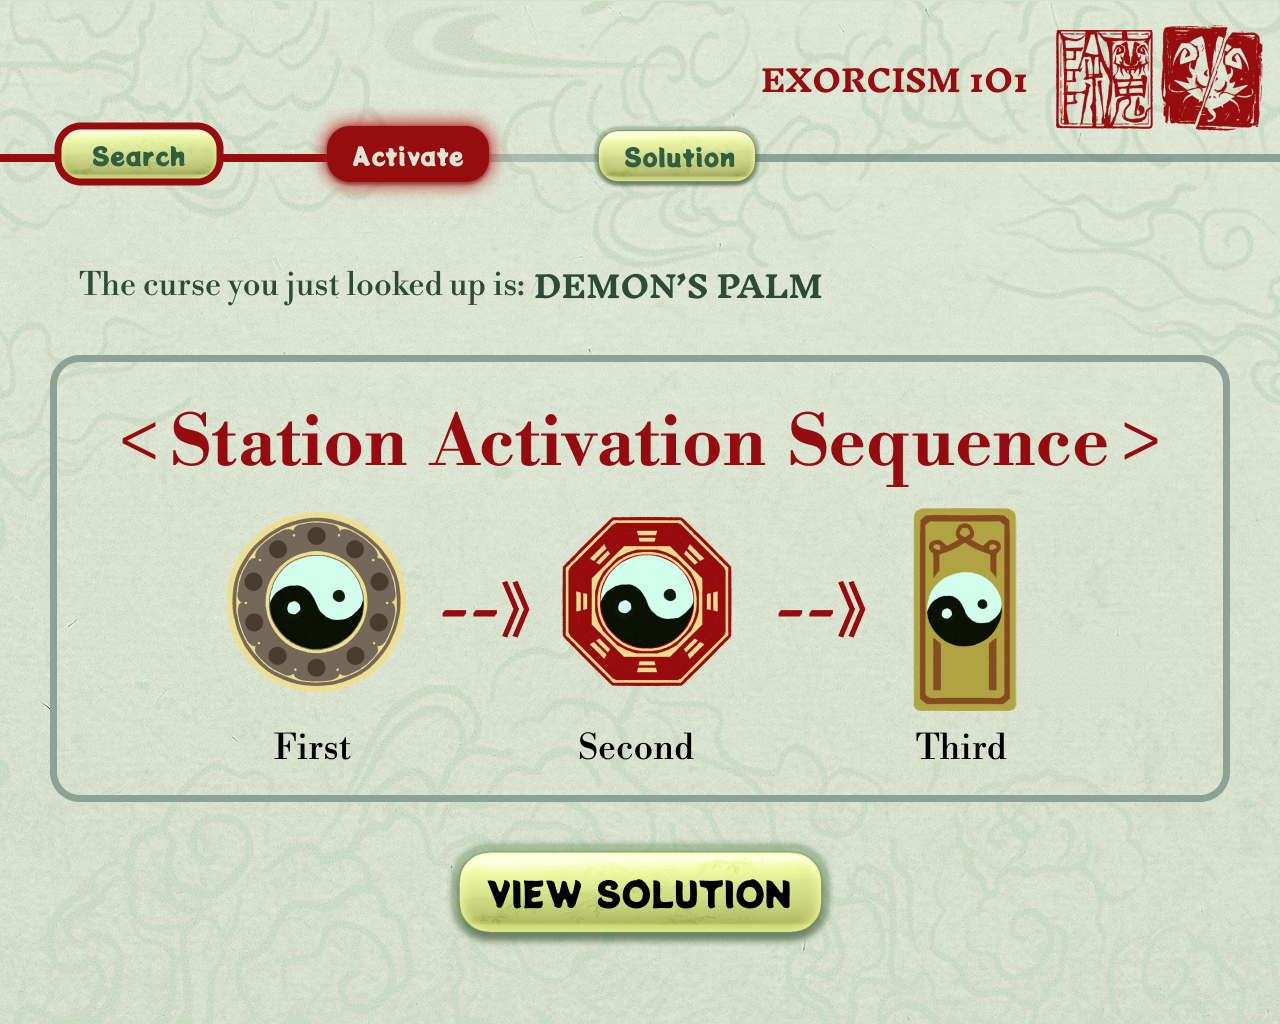 EXORCISM 101
Search
Activate
Solution
The curse you just looked up is: DEMON'S PALM
<Station Activation Sequence>
First
Second
Third
VIEW SOLUTION